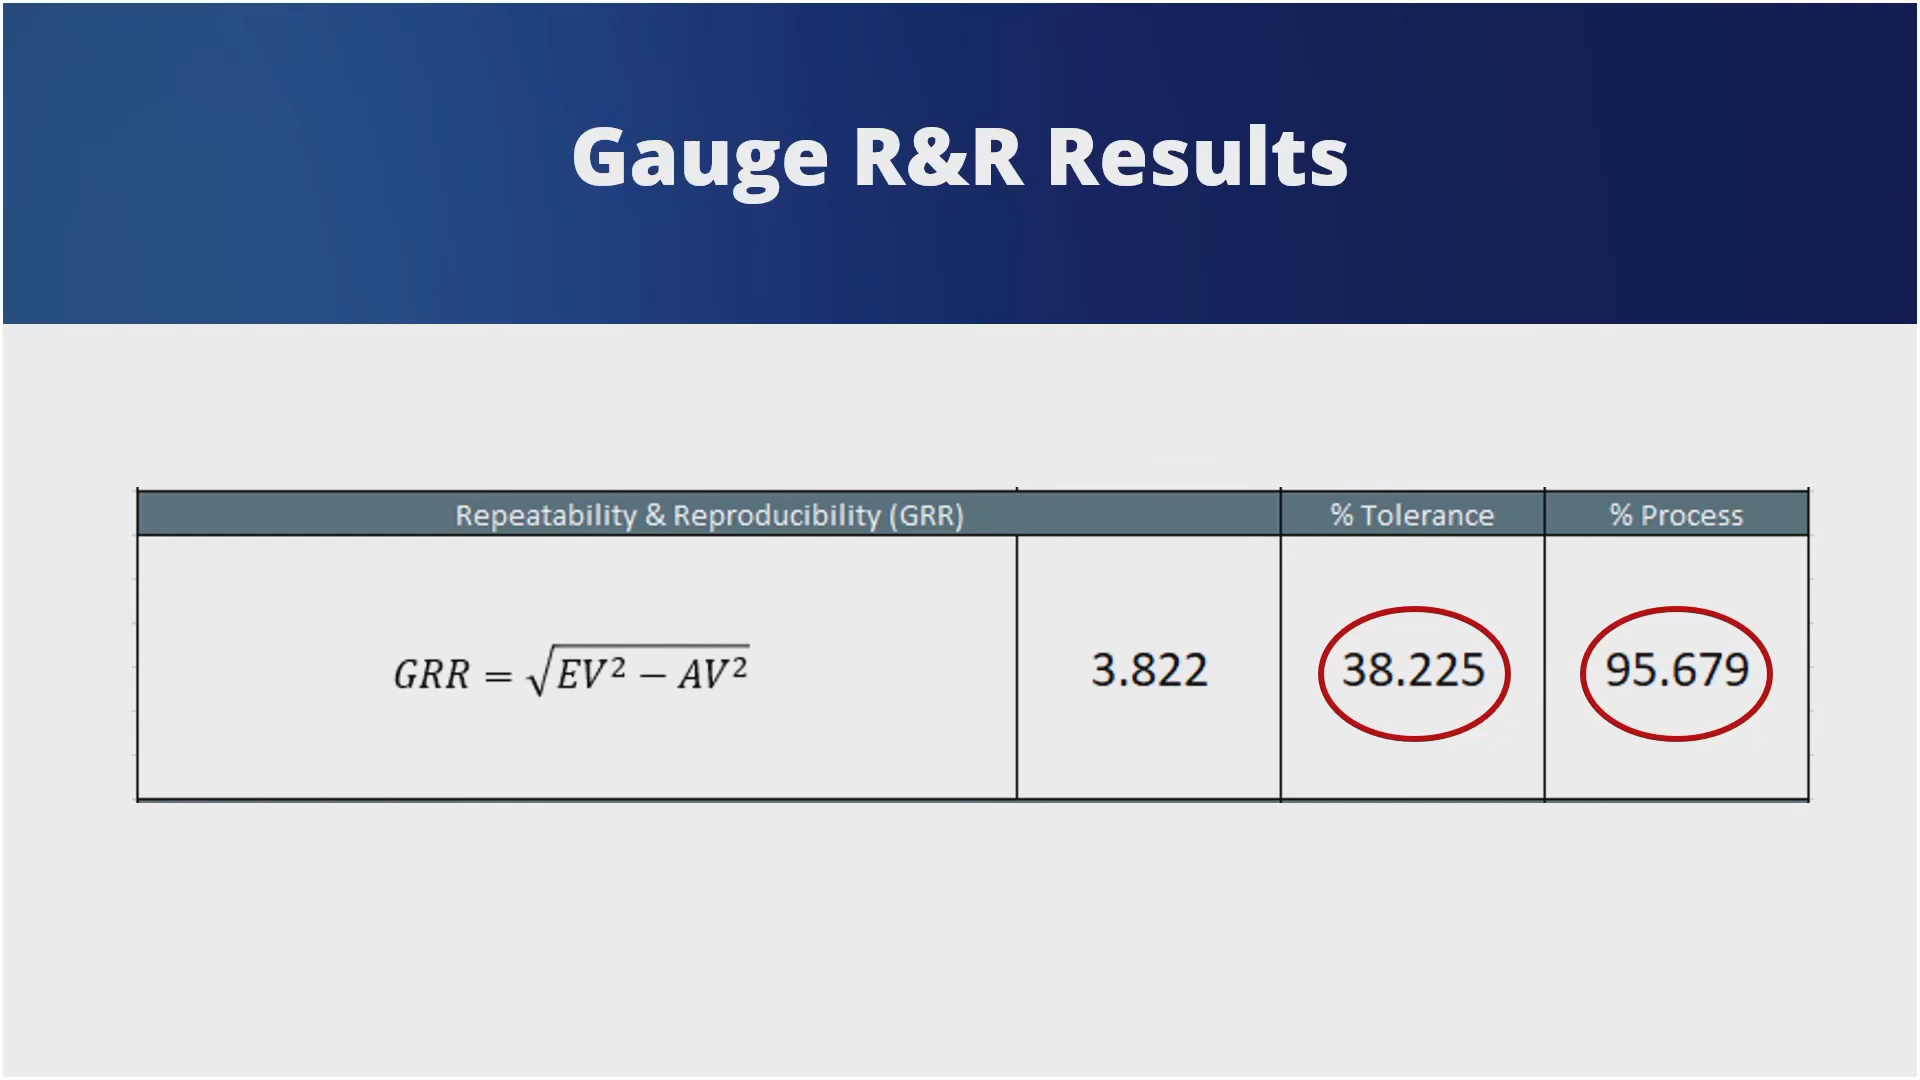 Gauge R&R Results
Repeatability & Reproducibility (GRR) % Tolerance % Process
GRR = √EV² − AV² 3.822 38.225 95.679